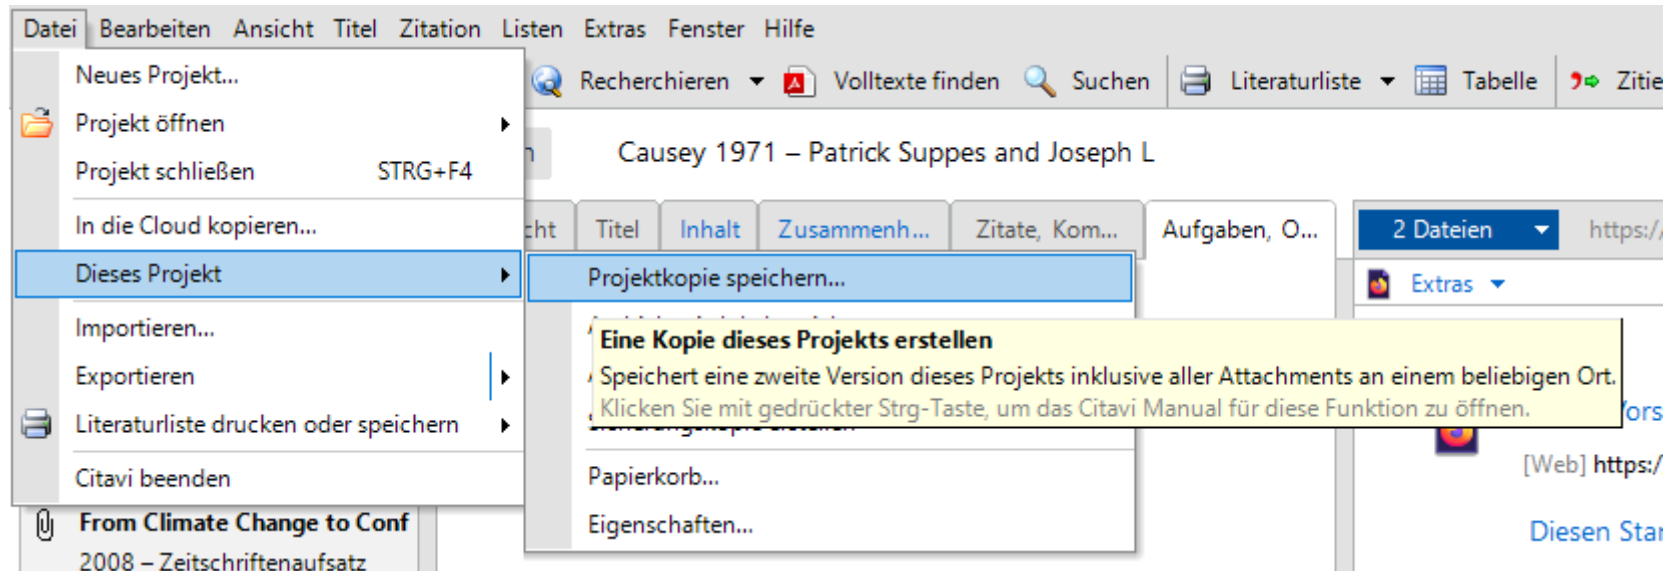 Datei Bearbeiten Ansicht Titel Zitation Listen Extras Fenster Hilfe
Recherchieren Volltexte finden Suchen Literaturliste Tabelle Zitie
Neues Projekt...
Projekt öffnen
Projekt schließen STRG+F4
In die Cloud kopieren...
Dieses Projekt
Importieren...
Exportieren
Literaturliste drucken oder speichern
Citavi beenden
Causey 1971 – Patrick Suppes and Joseph L
cht Titel Inhalt Zusammenh... Zitate, Kom... Aufgaben, O...
2 Dateien https:/
Extras
Projektkopie speichern...
Eine Kopie dieses Projekts erstellen
Speichert eine zweite Version dieses Projekts inklusive aller Attachments an einem beliebigen Ort.
Klicken Sie mit gedrückter Strg-Taste, um das Citavi Manual für diese Funktion zu öffnen.
Papierkorb...
Eigenschaften...
[Web] https:/
Diesen Star
From Climate Change to Conf
2008 – Zeitschriftenaufsatz